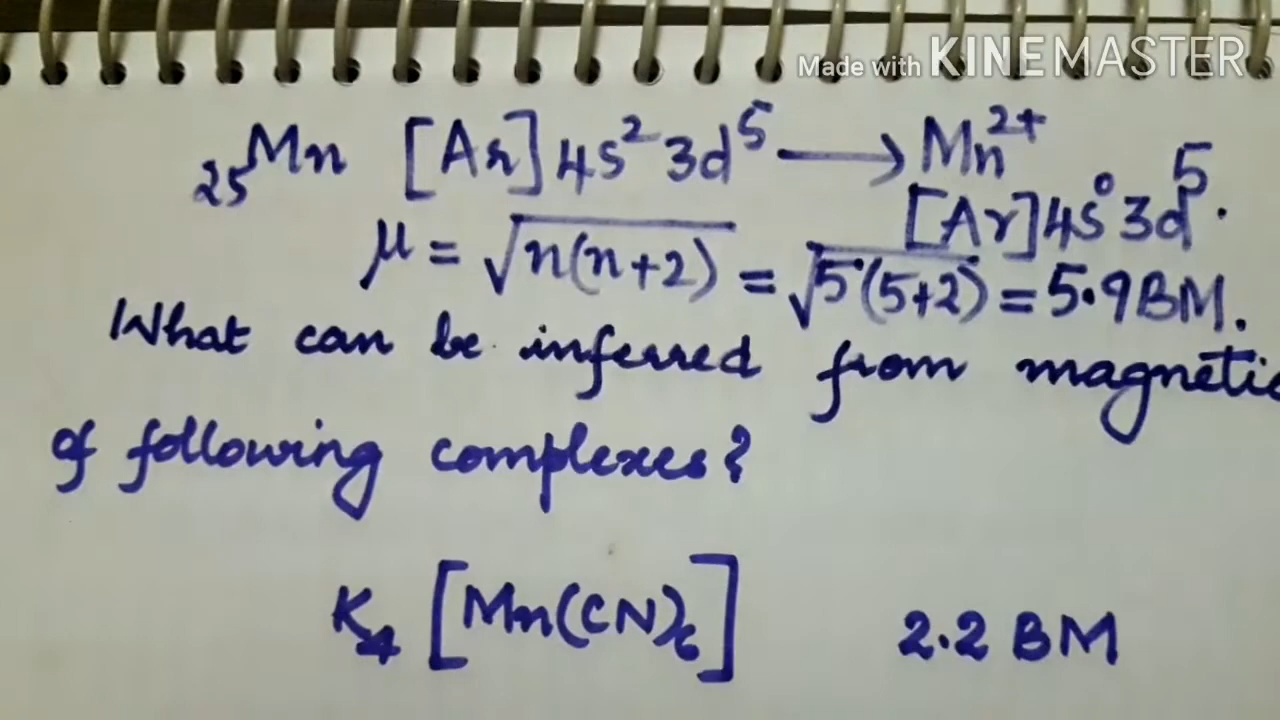 Made with KINEMASTER
₂₅Mn [Ar] 4s² 3d⁵ ⟶ Mn²⁺
[Ar] 4s⁰ 3d⁵.
μ = √n(n+2) = √5(5+2) = 5.9 BM.
What can be inferred from magnetic
of following complexes?
K₄ [Mn(CN)₆] 2.2 BM